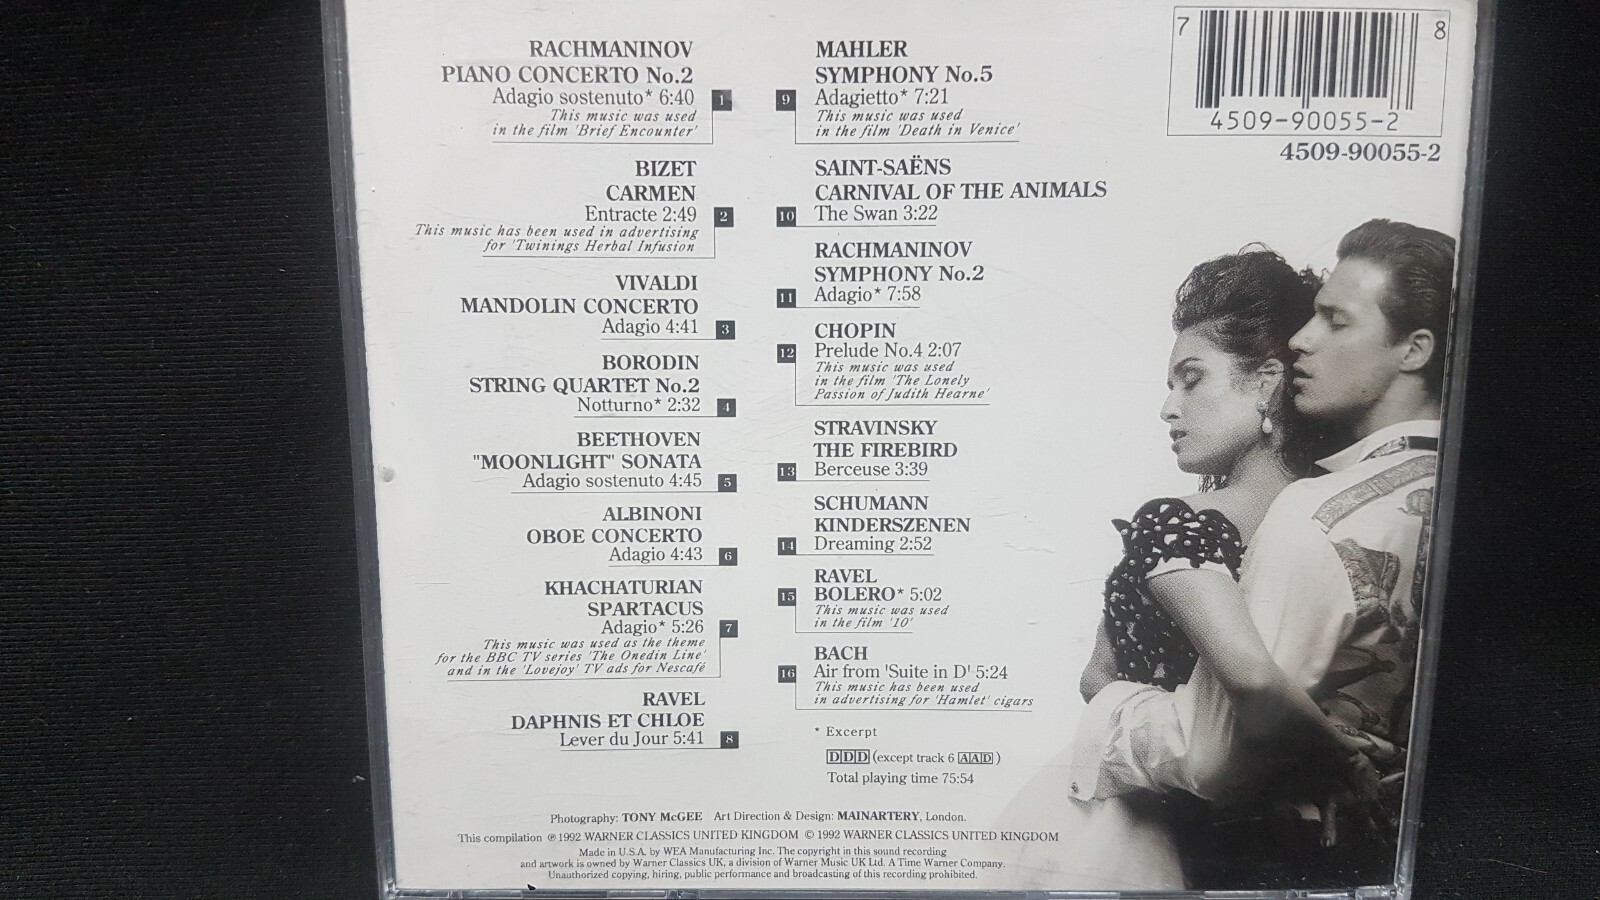 RACHMANINOV
PIANO CONCERTO No.2
Adagio sostenuto* 6:40
1
This music was used
in the film 'Brief Encounter'
BIZET
CARMEN
Entracte 2:49
2
This music has been used in advertising
for 'Twinings Herbal Infusion
VIVALDI
MANDOLIN CONCERTO
Adagio 4:41
3
BORODIN
STRING QUARTET No.2
Notturno* 2:32
4
BEETHOVEN
"MOONLIGHT" SONATA
Adagio sostenuto 4:45
5
ALBINONI
OBOE CONCERTO
Adagio 4:43
6
KHACHATURIAN
SPARTACUS
Adagio* 5:26
7
This music was used as the theme
for the BBC TV series 'The Onedin Line'
and in the 'Lovejoy' TV ads for Nescafé
RAVEL
DAPHNIS ET CHLOE
Lever du Jour 5:41
8
MAHLER
SYMPHONY No.5
9
Adagietto* 7:21
This music was used
in the film 'Death in Venice'
SAINT-SAËNS
CARNIVAL OF THE ANIMALS
10
The Swan 3:22
RACHMANINOV
SYMPHONY No.2
11
Adagio* 7:58
CHOPIN
12
Prelude No.4 2:07
This music was used
in the film 'The Lonely
Passion of Judith Hearne'
STRAVINSKY
THE FIREBIRD
13
Berceuse 3:39
SCHUMANN
KINDERSZENEN
14
Dreaming 2:52
RAVEL
15
BOLERO* 5:02
This music was used
in the film '10'
BACH
16
Air from 'Suite in D' 5:24
This music has been used
in advertising for 'Hamlet' cigars
* Excerpt
DDD (except track 6 AAD )
Total playing time 75:54
7
8
4509-90055-2
4509-90055-2
Photography: TONY McGEE Art Direction & Design: MAINARTERY, London.
This compilation ℗ 1992 WARNER CLASSICS UNITED KINGDOM © 1992 WARNER CLASSICS UNITED KINGDOM
Made in U.S.A. by WEA Manufacturing Inc. The copyright in this sound recording
and artwork is owned by Warner Classics UK, a division of Warner Music UK Ltd. A Time Warner Company.
Unauthorized copying, hiring, public performance and broadcasting of this recording prohibited.